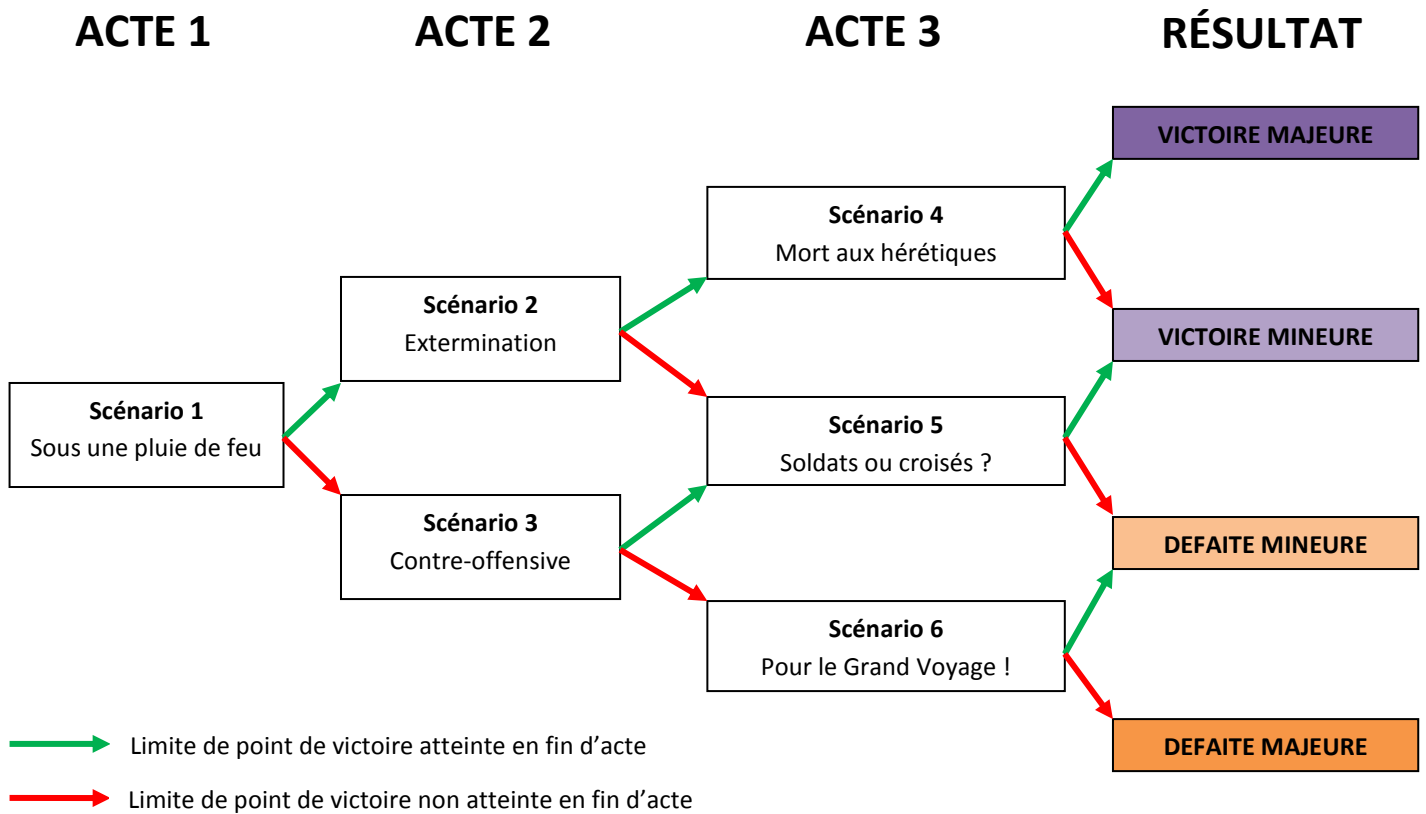 ACTE 1
ACTE 2
ACTE 3
RÉSULTAT
VICTOIRE MAJEURE
Scénario 4
Mort aux hérétiques
Scénario 2
Extermination
VICTOIRE MINEURE
Scénario 1
Sous une pluie de feu
Scénario 5
Soldats ou croisés ?
Scénario 3
Contre-offensive
DEFAITE MINEURE
Scénario 6
Pour le Grand Voyage !
DEFAITE MAJEURE
Limite de point de victoire atteinte en fin d’acte
Limite de point de victoire non atteinte en fin d’acte